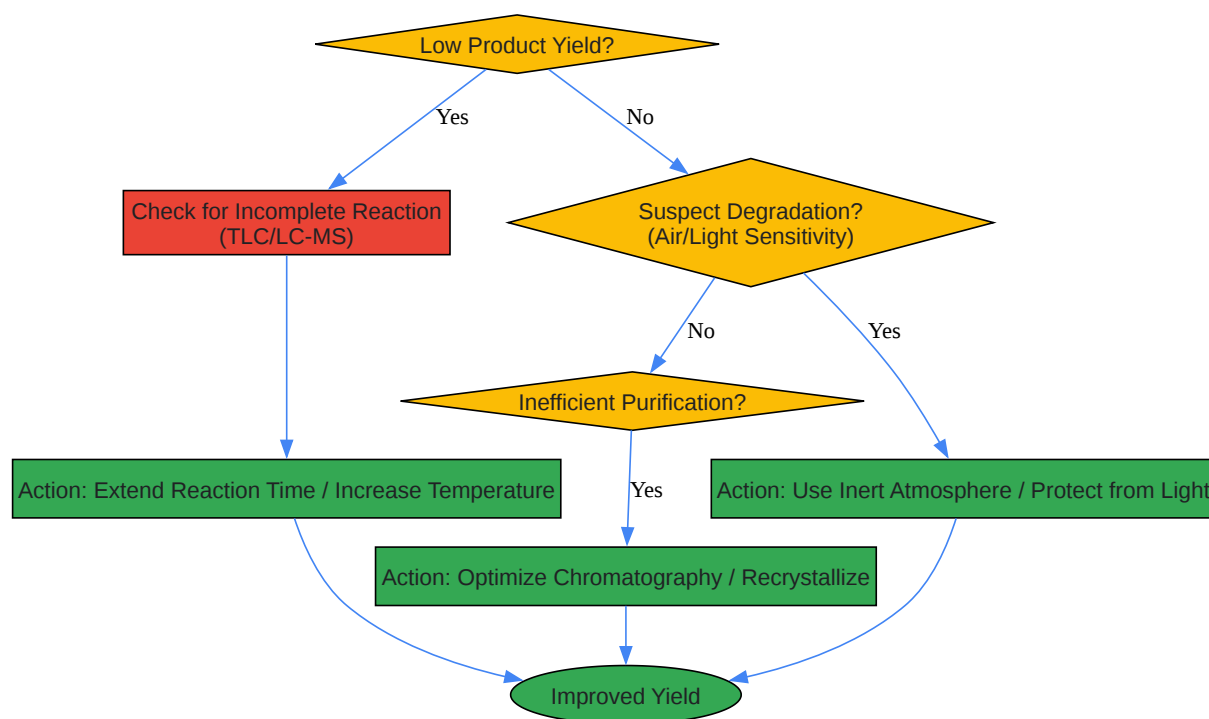 Low Product Yield?
Yes
No
Check for Incomplete Reaction
(TLC/LC-MS)
Suspect Degradation?
(Air/Light Sensitivity)
No
Yes
Inefficient Purification?
Action: Extend Reaction Time / Increase Temperature
Yes
Action: Use Inert Atmosphere / Protect from Light
Action: Optimize Chromatography / Recrystallize
Improved Yield